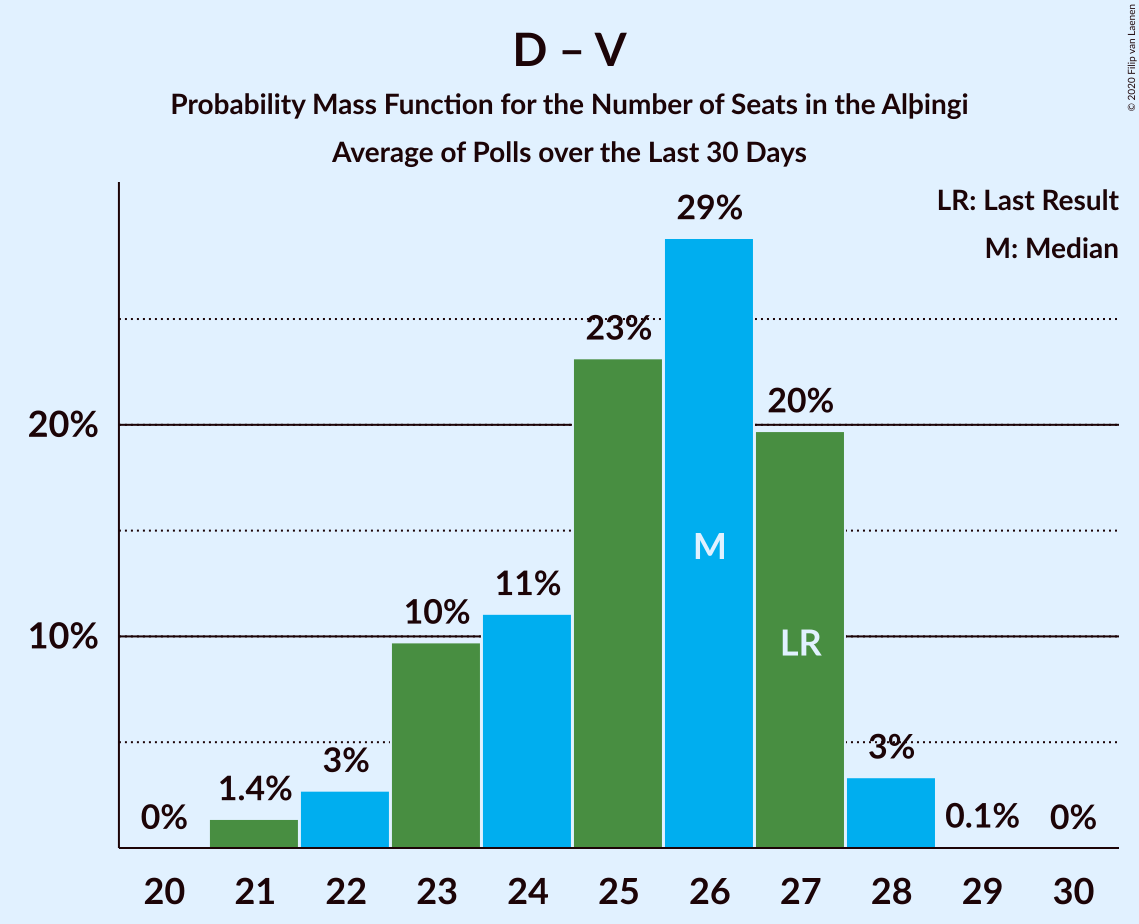 D – V
Probability Mass Function for the Number of Seats in the Alþingi
Average of Polls over the Last 30 Days
© 2020 Filip van Laenen
LR: Last Result
M: Median
29%
23%
20%
20%
M
11%
10%
10%
LR
3%
3%
1.4%
0%
0.1%
0%
20 21 22 23 24 25 26 27 28 29 30